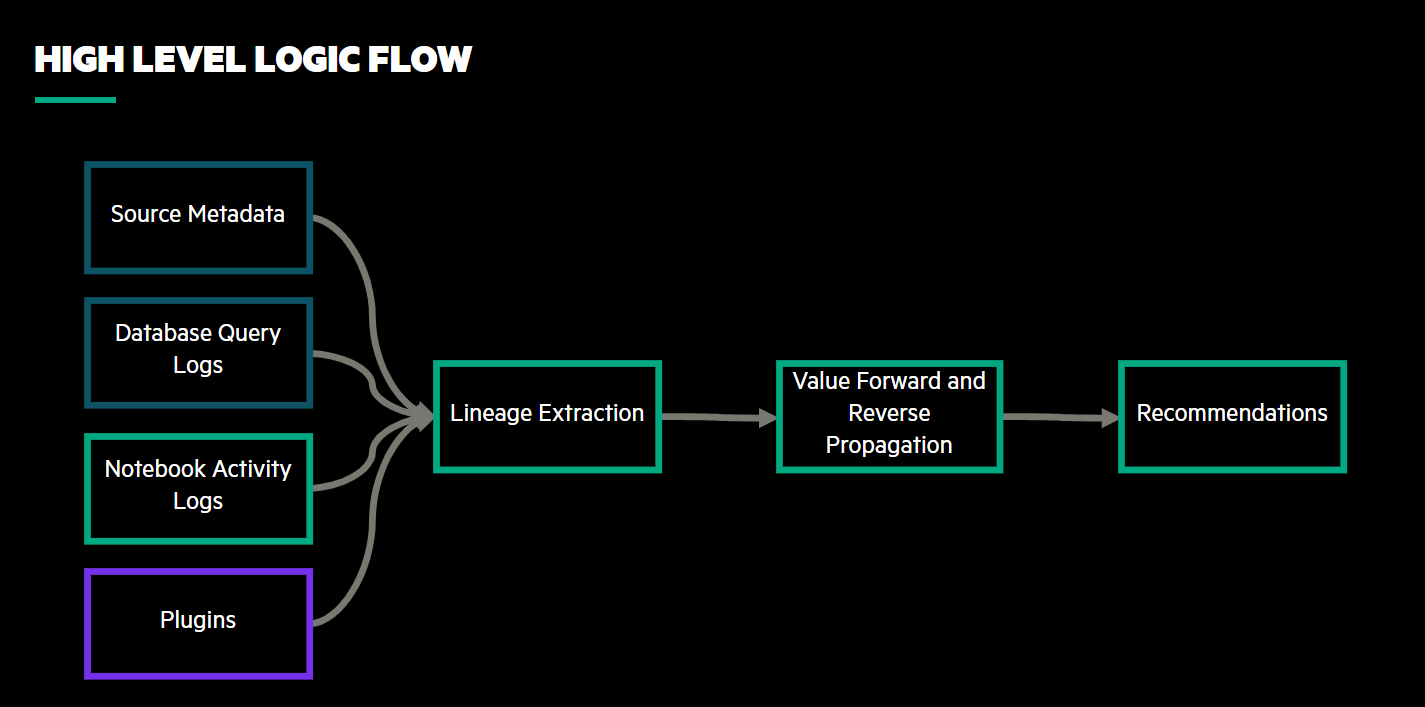 HIGH LEVEL LOGIC FLOW
Source Metadata
Database Query
Logs
Notebook Activity
Logs
Plugins
Lineage Extraction
Value Forward and
Reverse
Propagation
Recommendations